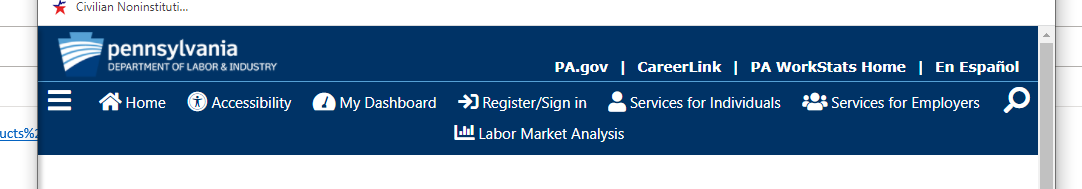 Civilian Noninstituti...
pennsylvania
DEPARTMENT OF LABOR & INDUSTRY
PA.gov | CareerLink | PA WorkStats Home | En Español
Home Accessibility My Dashboard Register/Sign in Services for Individuals Services for Employers
ucts%2
Labor Market Analysis